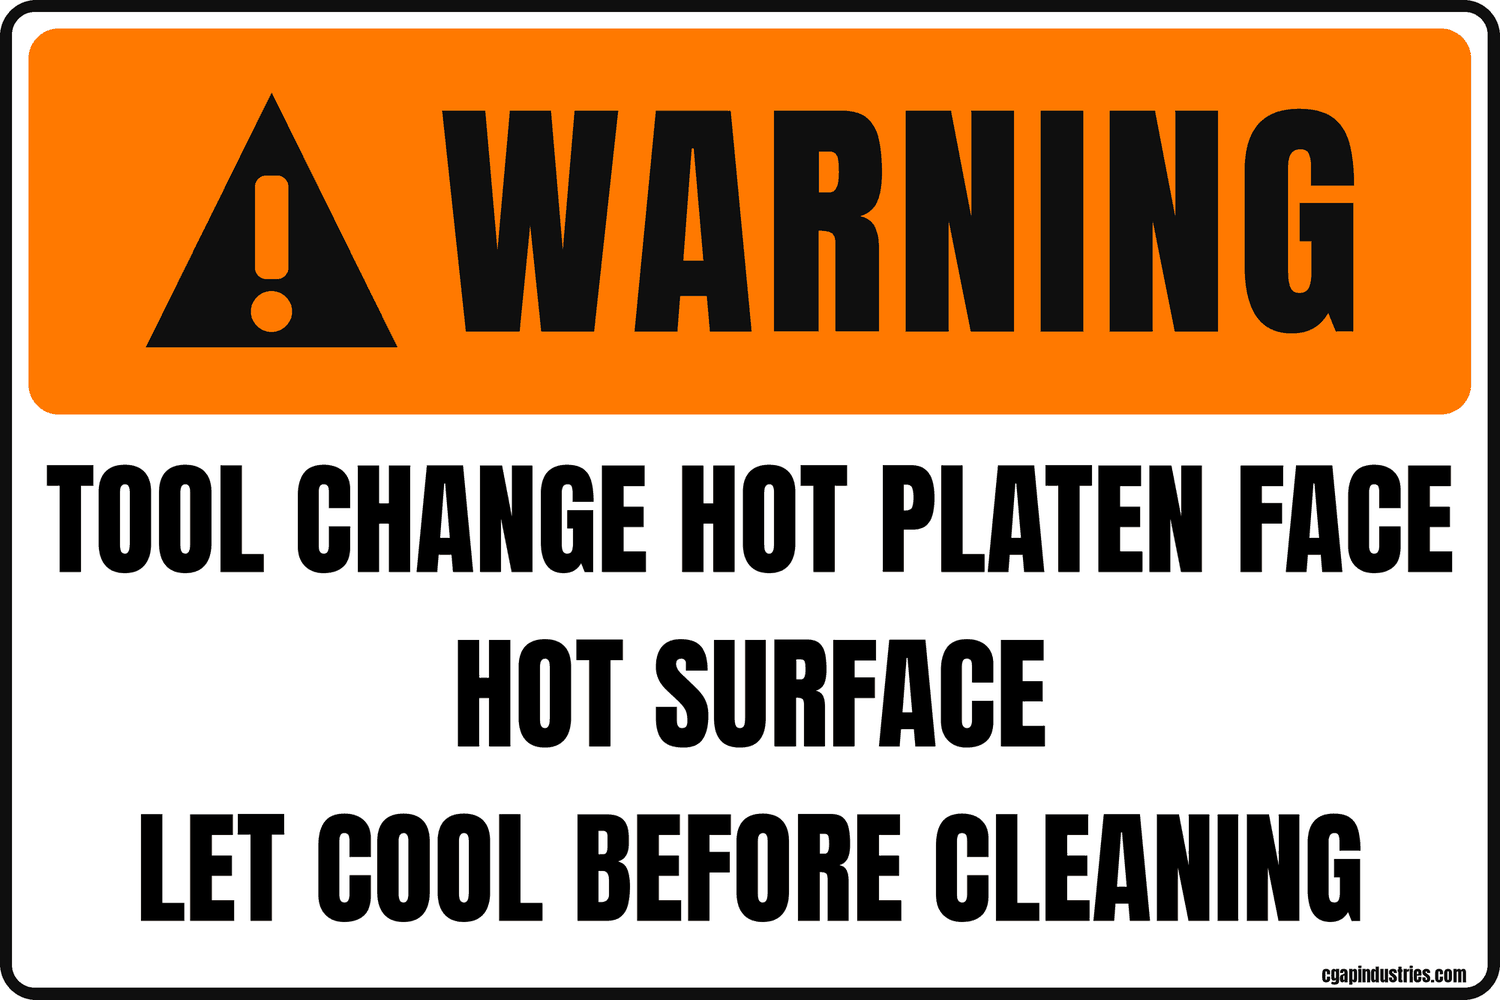 WARNING
TOOL CHANGE HOT PLATEN FACE
HOT SURFACE
LET COOL BEFORE CLEANING
cgapindustries.com